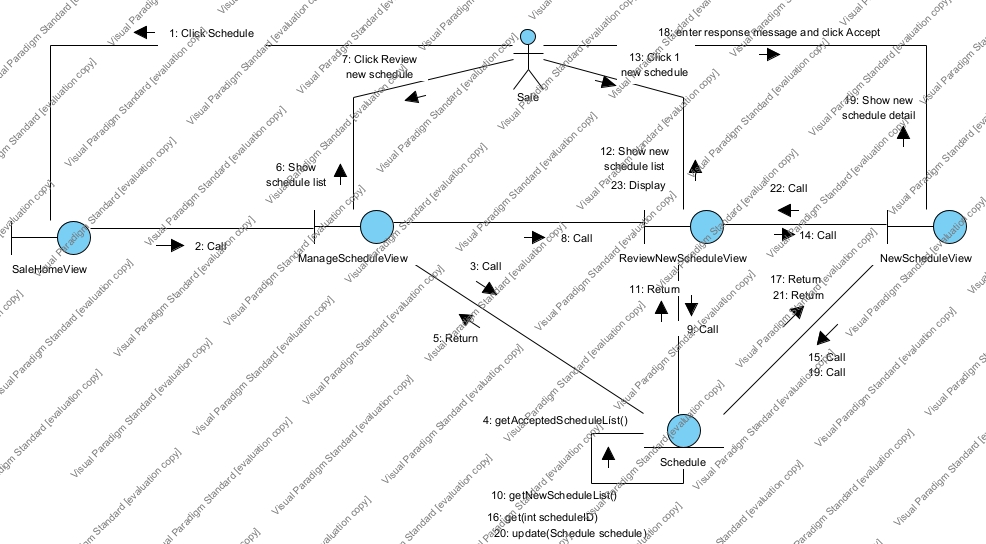 1: Click Schedule
18: enter response message and click Accept
7: Click Review
new schedule
13: Click 1
new schedule
Sale
19: Show new
schedule detail
6: Show
schedule list
12: Show new
schedule list
23: Display
22: Call
14: Call
2: Call
8: Call
SaleHomeView
ManageScheduleView
ReviewNewScheduleView
NewScheduleView
3: Call
17: Return
21: Return
11: Return
9: Call
5: Return
15: Call
19: Call
4: getAcceptedScheduleList()
Schedule
10: getNewScheduleList()
16: get(int scheduleID)
20: update(Schedule schedule)
Visual Paradigm Standard [evaluation copy]